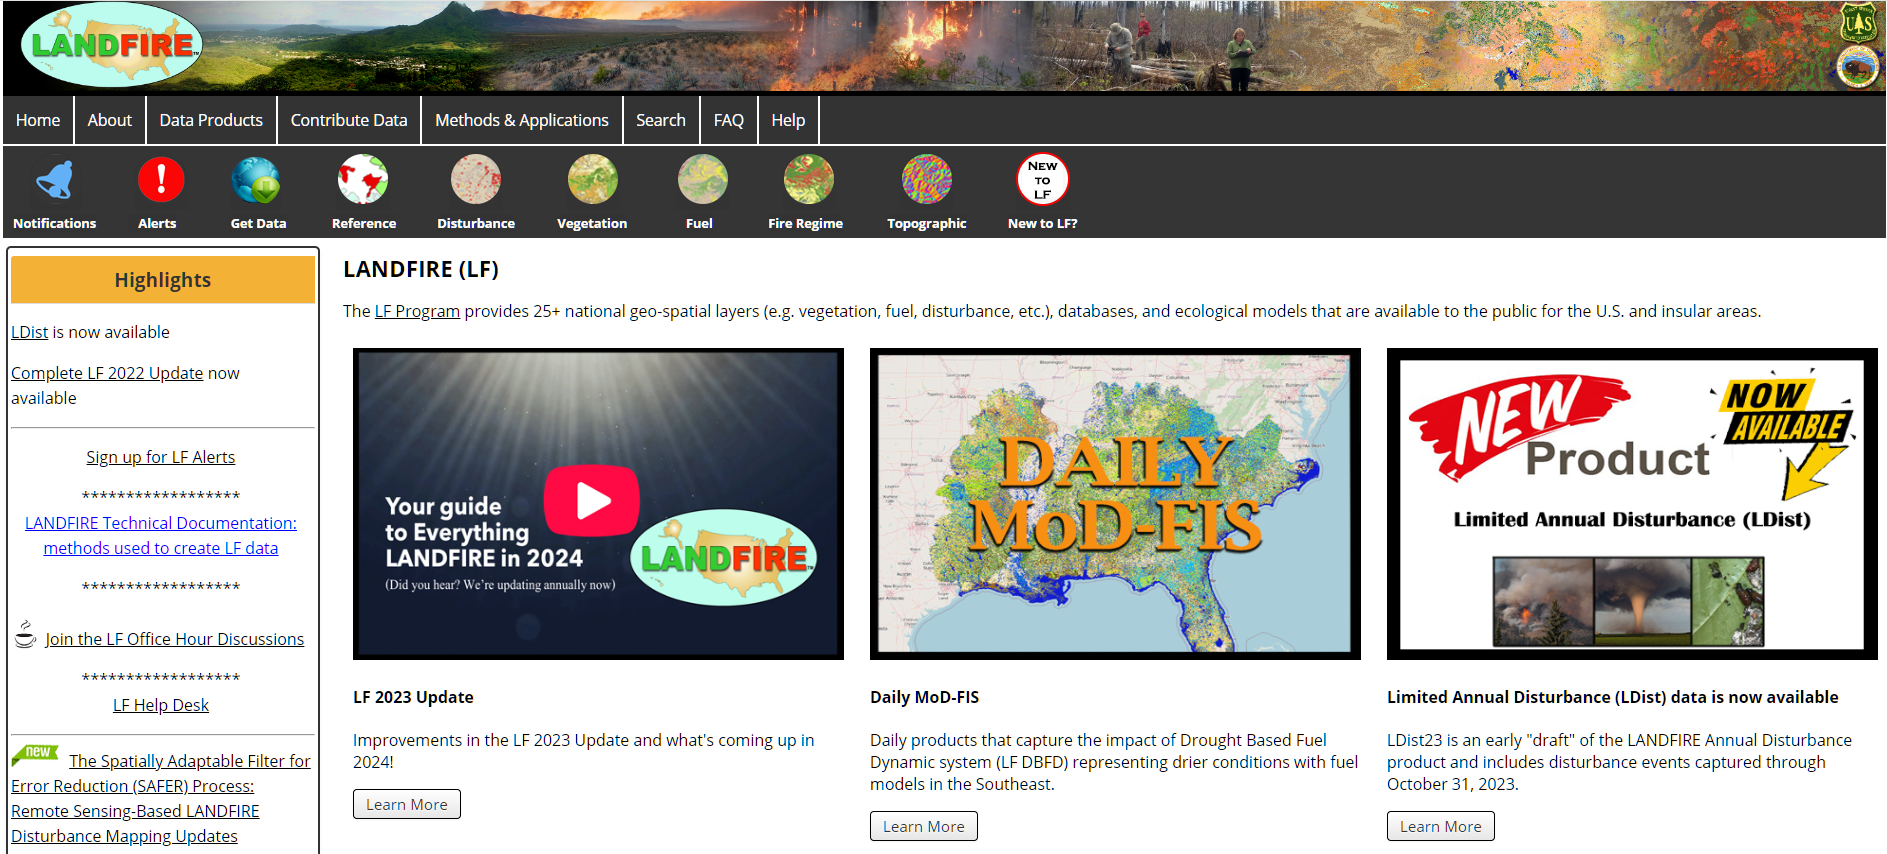 LANDFIRE
U S
Home
About
Data Products
Contribute Data
Methods & Applications
Search
FAQ
Help
!
NEW
TO
LF
Notifications
Alerts
Get Data
Reference
Disturbance
Vegetation
Fuel
Fire Regime
Topographic
New to LF?
Highlights
LDist is now available
Complete LF 2022 Update now
available
Sign up for LF Alerts
******************
LANDFIRE Technical Documentation:
methods used to create LF data
******************
Join the LF Office Hour Discussions
******************
LF Help Desk
new The Spatially Adaptable Filter for
Error Reduction (SAFER) Process:
Remote Sensing-Based LANDFIRE
Disturbance Mapping Updates
LANDFIRE (LF)
The LF Program provides 25+ national geo-spatial layers (e.g. vegetation, fuel, disturbance, etc.), databases, and ecological models that are available to the public for the U.S. and insular areas.
Your guide
to Everything
LANDFIRE in 2024
(Did you hear? We're updating annually now)
LANDFIRE
LF 2023 Update
Improvements in the LF 2023 Update and what's coming up in
2024!
Learn More
DAILY
MoD-FIS
Daily MoD-FIS
Daily products that capture the impact of Drought Based Fuel
Dynamic system (LF DBFD) representing drier conditions with fuel
models in the Southeast.
Learn More
NEW
Product
NOW
AVAILABLE
Limited Annual Disturbance (LDist)
Limited Annual Disturbance (LDist) data is now available
LDist23 is an early "draft" of the LANDFIRE Annual Disturbance
product and includes disturbance events captured through
October 31, 2023.
Learn More